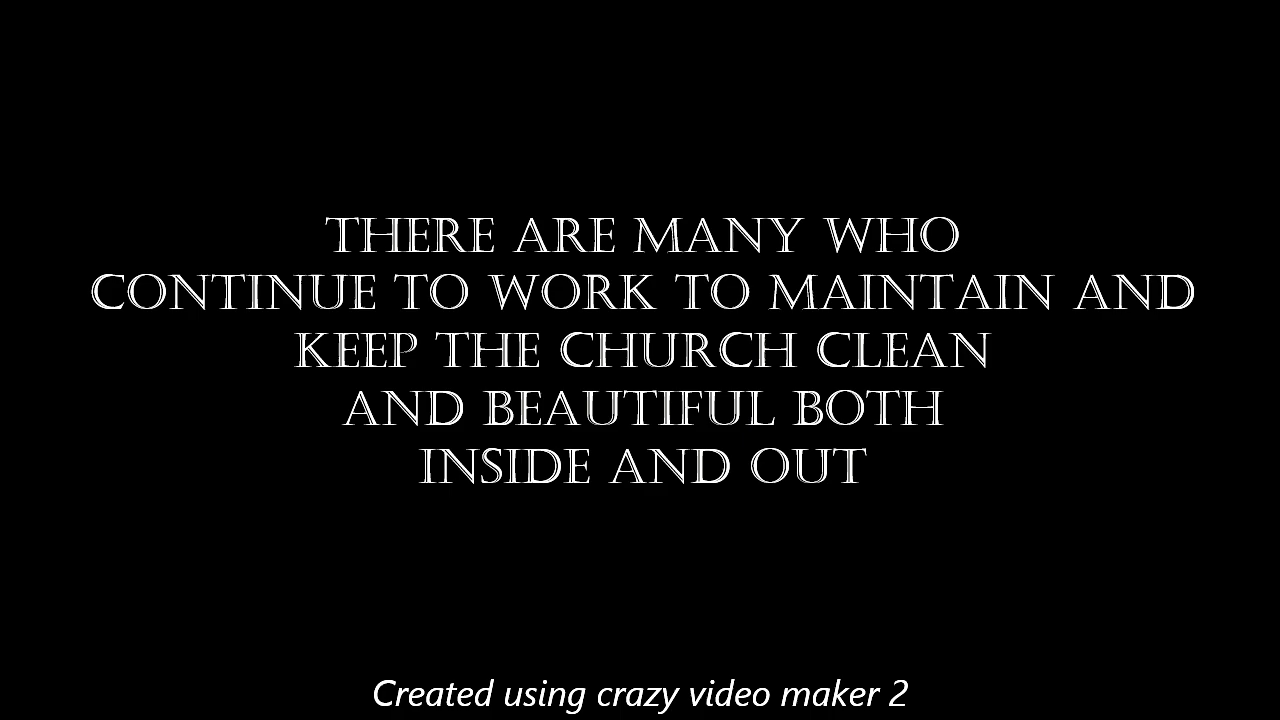 THERE ARE MANY WHO
CONTINUE TO WORK TO MAINTAIN AND
KEEP THE CHURCH CLEAN
AND BEAUTIFUL BOTH
INSIDE AND OUT
Created using crazy video maker 2